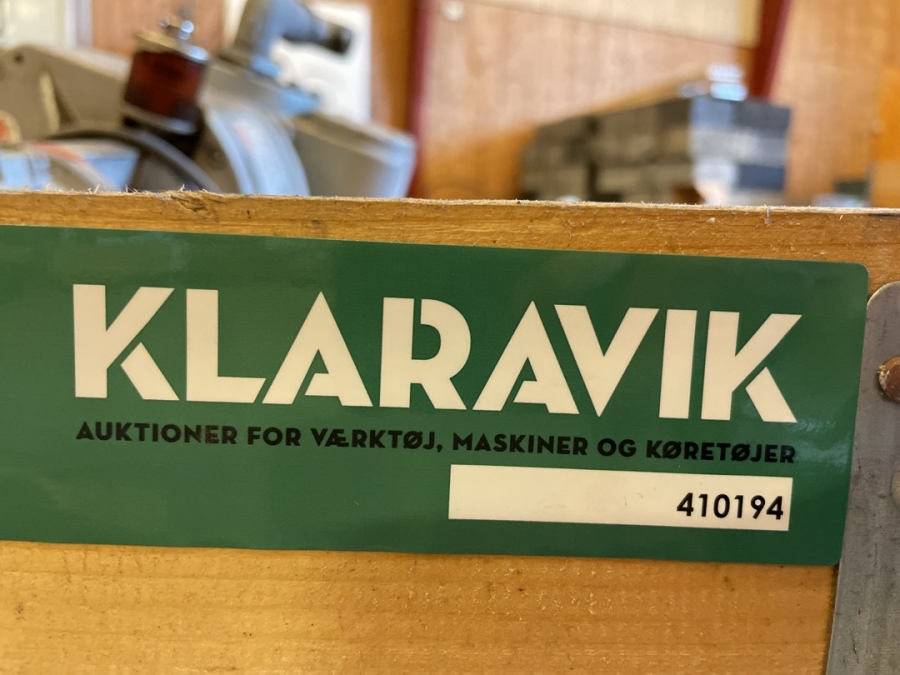 KLARAVIK
AUKTIONER FOR VÆRKTØJ, MASKINER OG KØRETØJER
410194